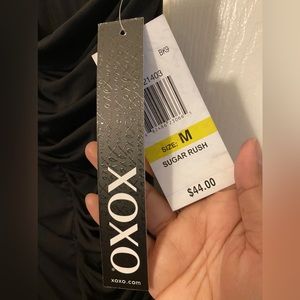 BK9
21403
SIZE: M
SUGAR RUSH
$44.00
XOXO
xoxo.com